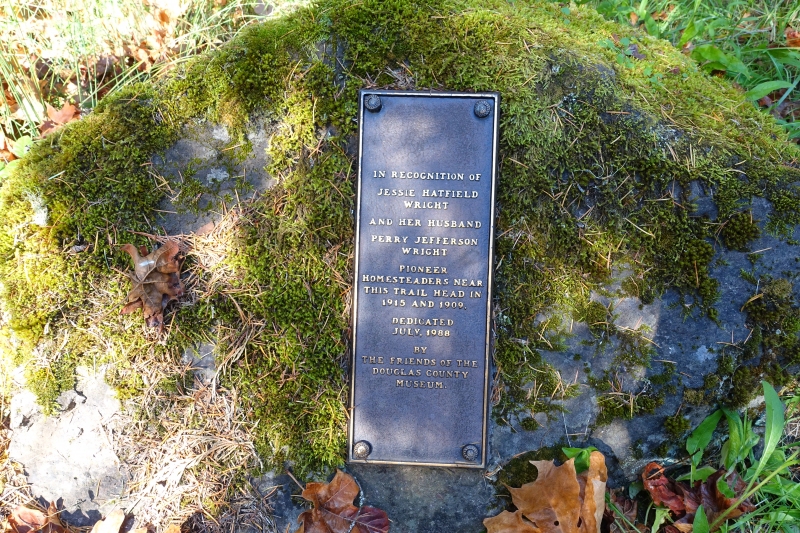 IN RECOGNITION OF
JESSIE HATFIELD
WRIGHT
AND HER HUSBAND
PERRY JEFFERSON
WRIGHT
PIONEER
HOMESTEADERS NEAR
THIS TRAIL HEAD IN
1915 AND 1909.
DEDICATED
JULY, 1988
BY
THE FRIENDS OF THE
DOUGLAS COUNTY
MUSEUM.